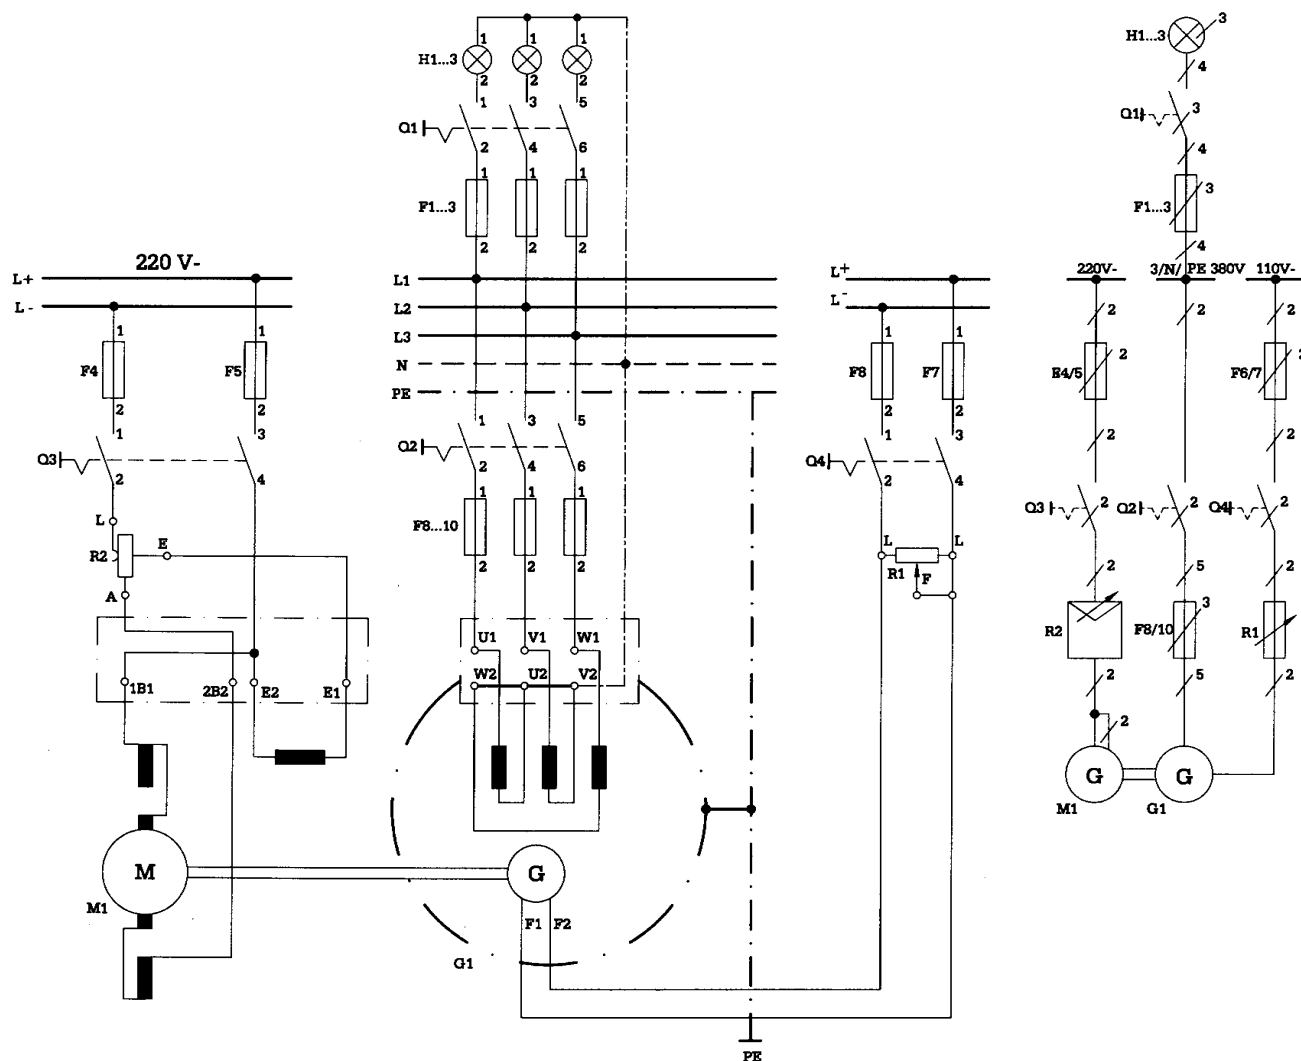 H1...3 1 1 1
2 2 2
1 3 5
Q1 2 4 6
1 1 1
F1...3
2 2 2
220 V-
L+
L -
L1
L2
L3
N
PE
1 1
F4 F5
2 2
1 3
Q3 2 4
L
R2 E
A
1B1 2B2 E2 E1
M
M1
1 3 5
Q2 2 4 6
1 1 1
F8...10
2 2 2
U1 V1 W1
W2 U2 V2
G
F1 F2
G1
PE
L+
L-
1 1
F8 F7
2 2
1 3
Q4 2 4
L L
R1 F
H1...3 3
4
Q1 3
4
F1...3 3
4
220V- 3/N/ PE 380V 110V-
2 2 2
E4/5 2 F6/7 2
2 2
Q3 2 Q2 2 Q4 2
2 5 2
R2 F8/10 3 R1
2 5 2
2
G G
M1 G1